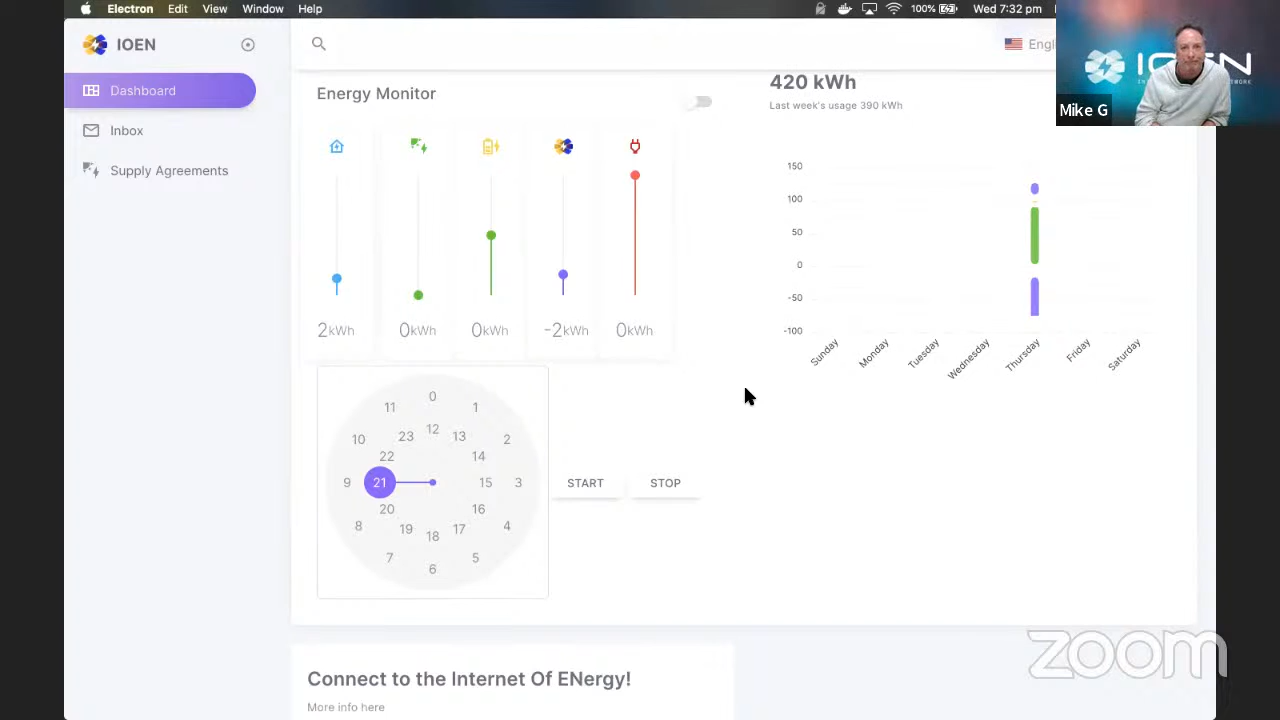 Electron Edit View Window Help
100% Wed 7:32 pm
IOEN
Dashboard
Inbox
Supply Agreements
Engl
IOEN
Mike G
Energy Monitor
2kWh 0kWh 0kWh -2kWh 0kWh
420 kWh
Last week's usage 390 kWh
150
100
50
0
-50
-100
Sunday Monday Tuesday Wednesday Thursday Friday Saturday
0 1 2 3 4 5 6 7 8 9 10 11
12 13 14 15 16 17 18 19 20 21 22 23
START STOP
Connect to the Internet Of ENergy!
More info here
zoom